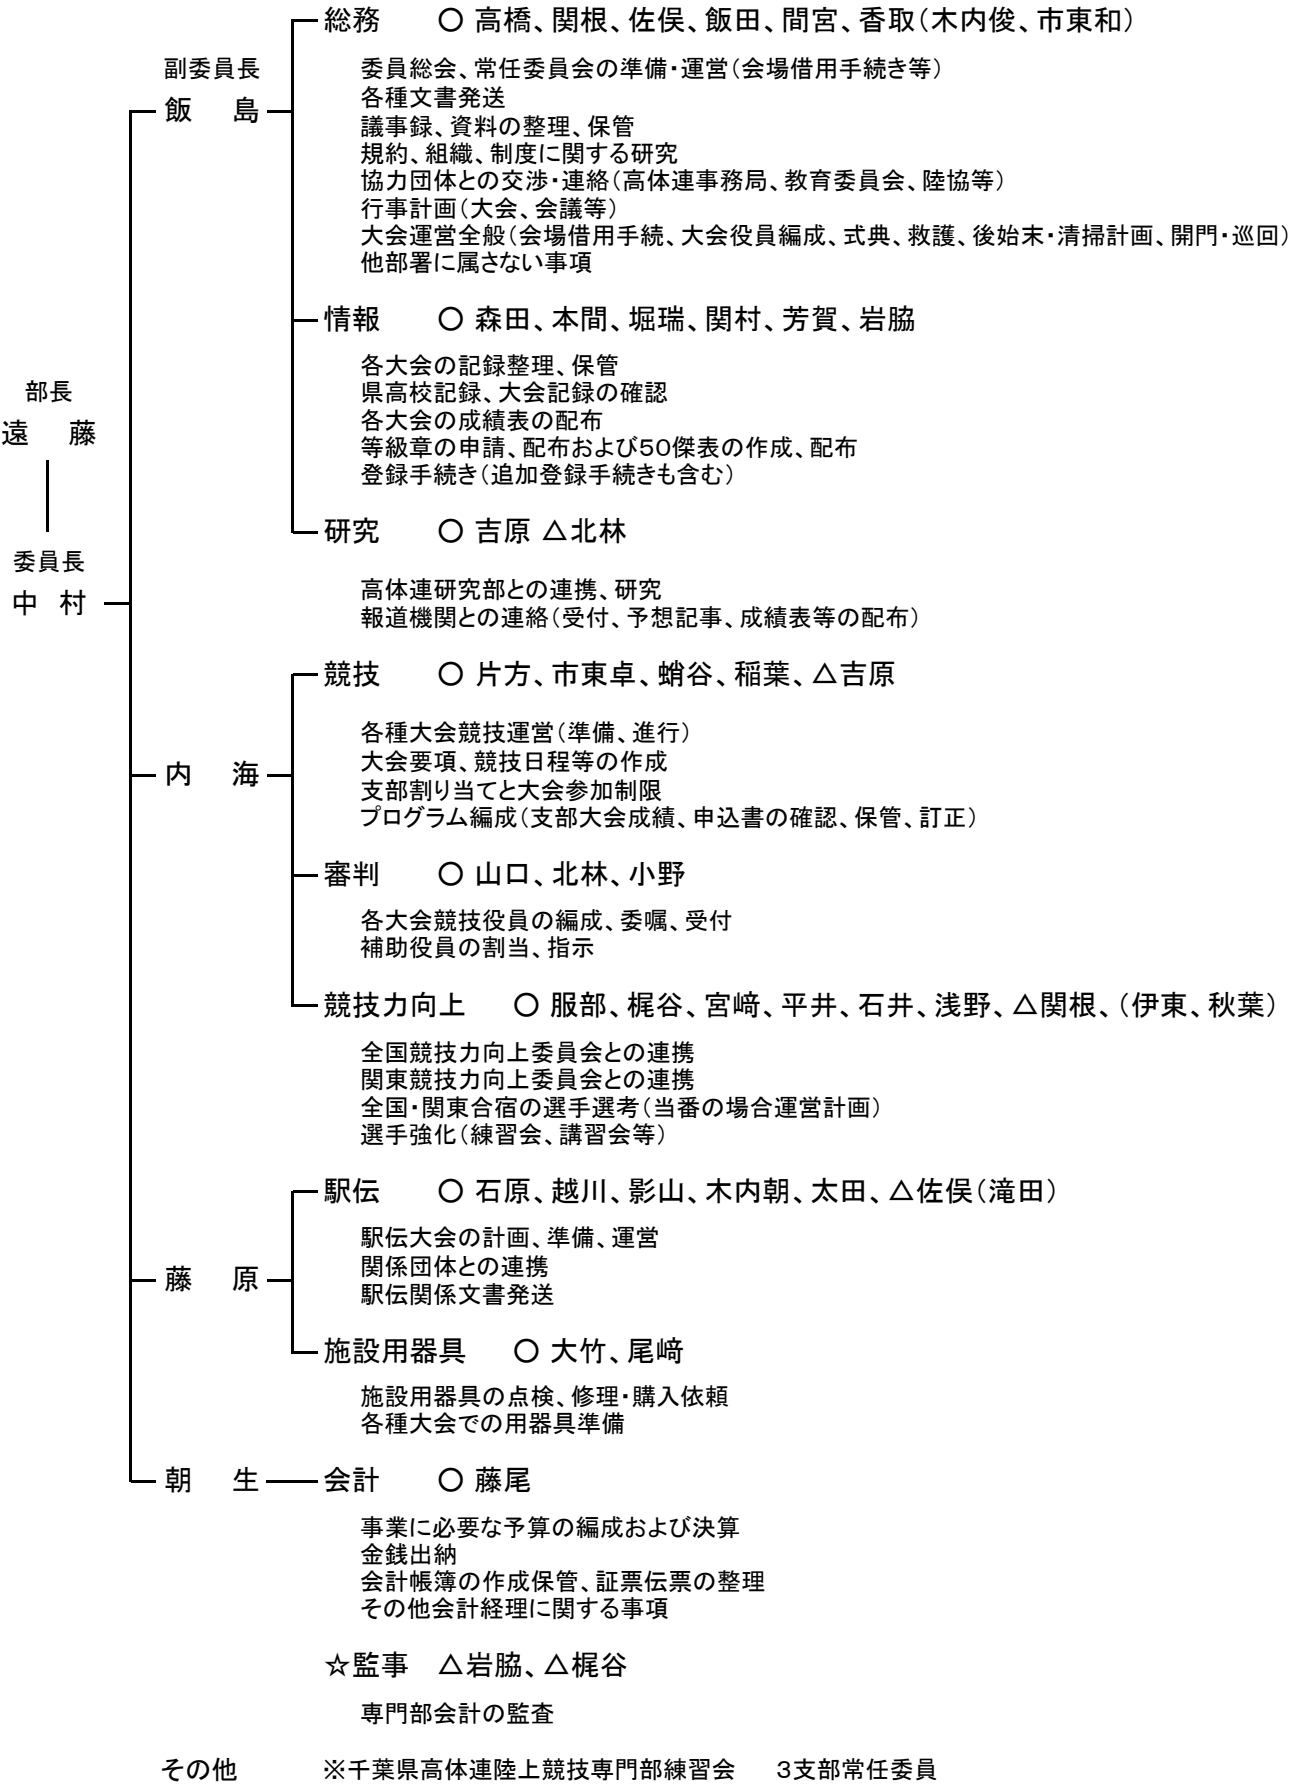 総務 〇 高橋、関根、佐俣、飯田、間宮、香取(木内俊、市東和)
副委員長
飯 島
委員総会、常任委員会の準備・運営(会場借用手続き等)
各種文書発送
議事録、資料の整理、保管
規約、組織、制度に関する研究
協力団体との交渉・連絡(高体連事務局、教育委員会、陸協等)
行事計画(大会、会議等)
大会運営全般(会場借用手続、大会役員編成、式典、救護、後始末・清掃計画、開門・巡回)
他部署に属さない事項
情報 〇 森田、本間、堀瑞、関村、芳賀、岩脇
各大会の記録整理、保管
県高校記録、大会記録の確認
各大会の成績表の配布
等級章の申請、配布および50傑表の作成、配布
登録手続き(追加登録手続きも含む)
部長
遠 藤
研究 〇 吉原 △北林
委員長
中 村
高体連研究部との連携、研究
報道機関との連絡(受付、予想記事、成績表等の配布)
競技 〇 片方、市東卓、蛸谷、稲葉、△吉原
各種大会競技運営(準備、進行)
大会要項、競技日程等の作成
支部割り当てと大会参加制限
プログラム編成(支部大会成績、申込書の確認、保管、訂正)
内 海
審判 〇 山口、北林、小野
各大会競技役員の編成、委嘱、受付
補助役員の割当、指示
競技力向上 〇 服部、梶谷、宮﨑、平井、石井、浅野、△関根、(伊東、秋葉)
全国競技力向上委員会との連携
関東競技力向上委員会との連携
全国・関東合宿の選手選考(当番の場合運営計画)
選手強化(練習会、講習会等)
駅伝 〇 石原、越川、影山、木内朝、太田、△佐俣(滝田)
駅伝大会の計画、準備、運営
関係団体との連携
駅伝関係文書発送
藤 原
施設用器具 〇 大竹、尾﨑
施設用器具の点検、修理・購入依頼
各種大会での用器具準備
朝 生 会計 〇 藤尾
事業に必要な予算の編成および決算
金銭出納
会計帳簿の作成保管、証票伝票の整理
その他会計経理に関する事項
☆監事 △岩脇、△梶谷
専門部会計の監査
その他 ※千葉県高体連陸上競技専門部練習会 3支部常任委員